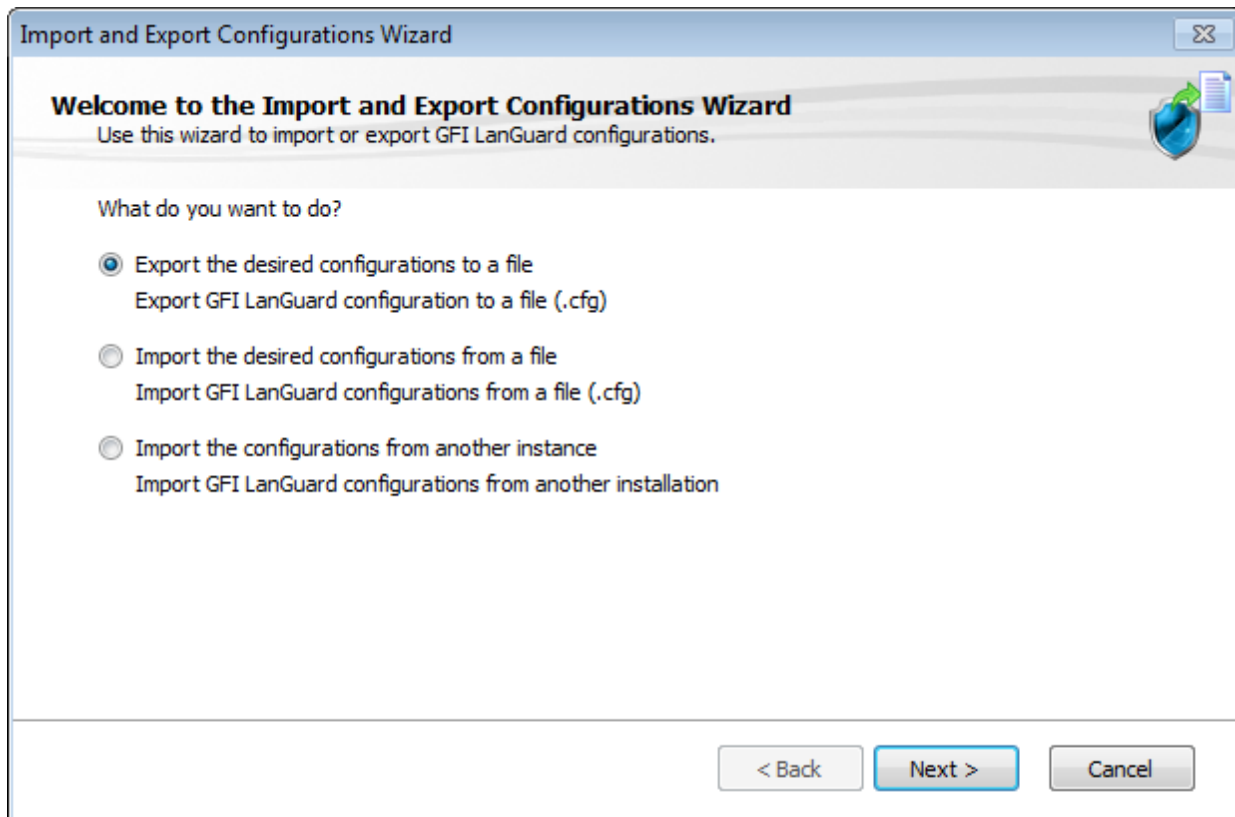 Import and Export Configurations Wizard
Welcome to the Import and Export Configurations Wizard
Use this wizard to import or export GFI LanGuard configurations.
What do you want to do?
Export the desired configurations to a file
Export GFI LanGuard configuration to a file (.cfg)
Import the desired configurations from a file
Import GFI LanGuard configurations from a file (.cfg)
Import the configurations from another instance
Import GFI LanGuard configurations from another installation
< Back Next > Cancel